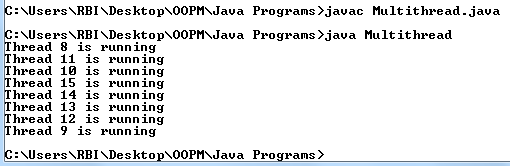 C:\Users\RBI\Desktop\OOPM\Java Programs>javac Multithread.java
C:\Users\RBI\Desktop\OOPM\Java Programs>java Multithread
Thread 8 is running
Thread 11 is running
Thread 10 is running
Thread 15 is running
Thread 14 is running
Thread 13 is running
Thread 12 is running
Thread 9 is running
C:\Users\RBI\Desktop\OOPM\Java Programs>